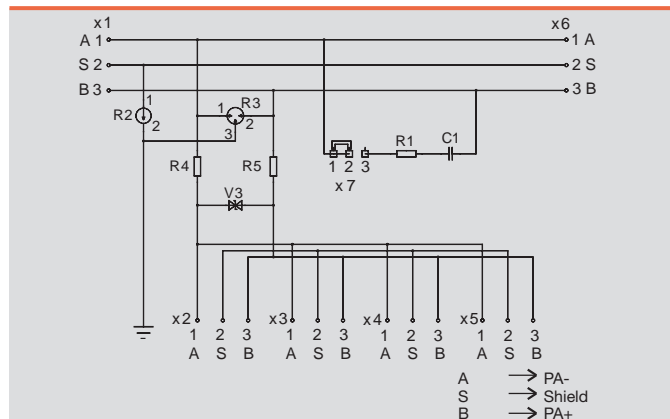 x1 x6
A 1 1 A
S 2 2 S
B 3 3 B
R2 1 2
1 R3 2 3
R4 R5
R1 C1
1 2 3
x7
V3
x2 x3 x4 x5
1 2 3 1 2 3 1 2 3 1 2 3
A S B A S B A S B A S B
A PA-
S Shield
B PA+